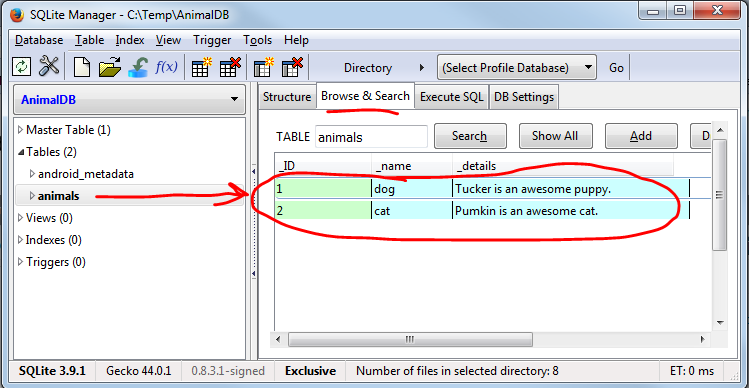 SQLite Manager - C:\Temp\AnimalDB
Database Table Index View Trigger Tools Help
f(x) Directory (Select Profile Database) Go
AnimalDB
Master Table (1)
Tables (2)
android_metadata
animals
Views (0)
Indexes (0)
Triggers (0)
Structure Browse & Search Execute SQL DB Settings
TABLE animals Search Show All Add D
_ID _name _details
1 dog Tucker is an awesome puppy.
2 cat Pumkin is an awesome cat.
SQLite 3.9.1 Gecko 44.0.1 0.8.3.1-signed Exclusive Number of files in selected directory: 8 ET: 0 ms